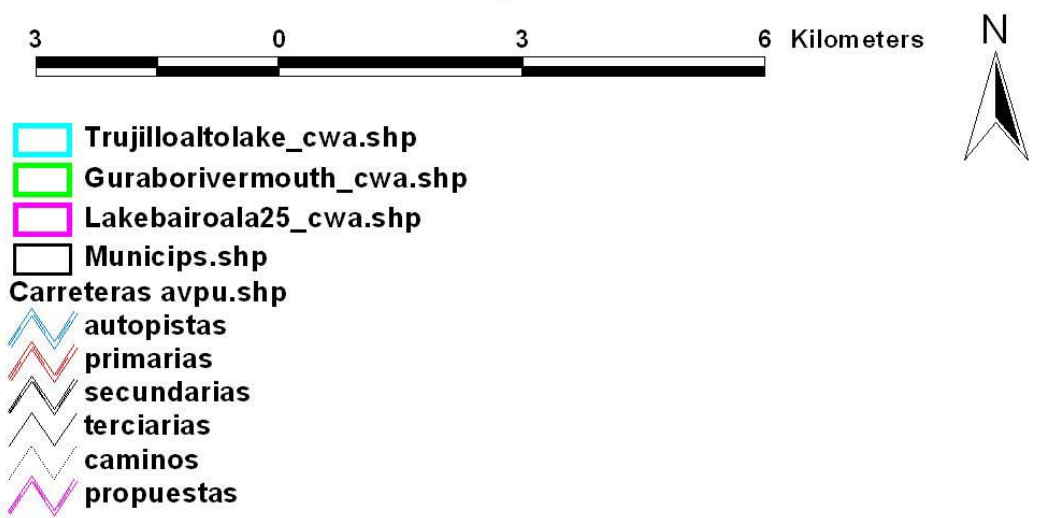 N
3 0 3 6 Kilometers
Trujilloaltolake_cwa.shp
Guraborivermouth_cwa.shp
Lakebairoala25_cwa.shp
Municips.shp
Carreteras avpu.shp
autopistas
primarias
secundarias
terciarias
caminos
propuestas